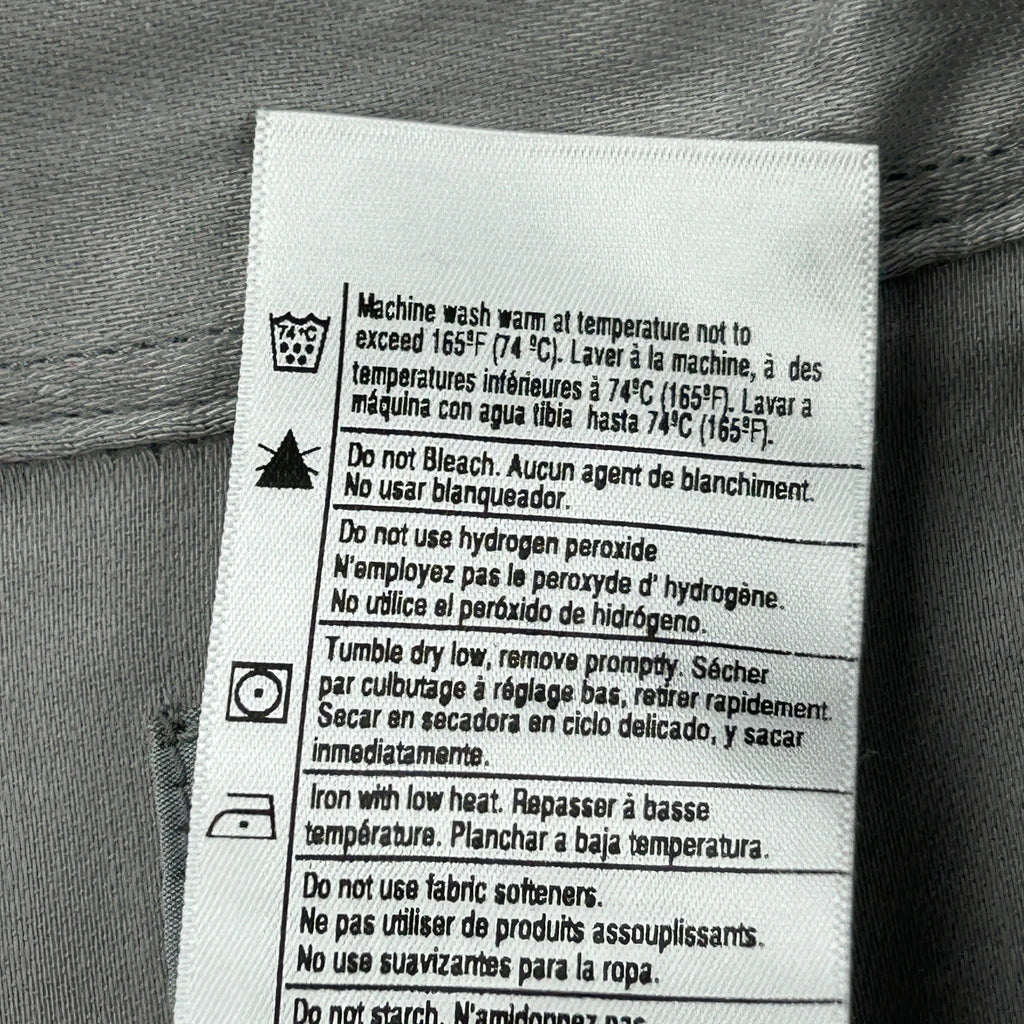 74°C
Machine wash warm at temperature not to
exceed 165ºF (74 ºC). Laver à la machine, à des
temperatures inférieures à 74ºC (165ºF). Lavar a
máquina con agua tibia hasta 74ºC (165ºF).
Do not Bleach. Aucun agent de blanchiment.
No usar blanqueador.
Do not use hydrogen peroxide
N'employez pas le peroxyde d' hydrogène.
No utilice el peróxido de hidrógeno.
Tumble dry low, remove promptly. Sécher
par culbutage à réglage bas, retirer rapidement.
Secar en secadora en ciclo delicado, y sacar
inmediatamente.
Iron with low heat. Repasser à basse
température. Planchar a baja temperatura.
Do not use fabric softeners.
Ne pas utiliser de produits assouplissants.
No use suavizantes para la ropa.
Do not starch. N'amidonnez pas